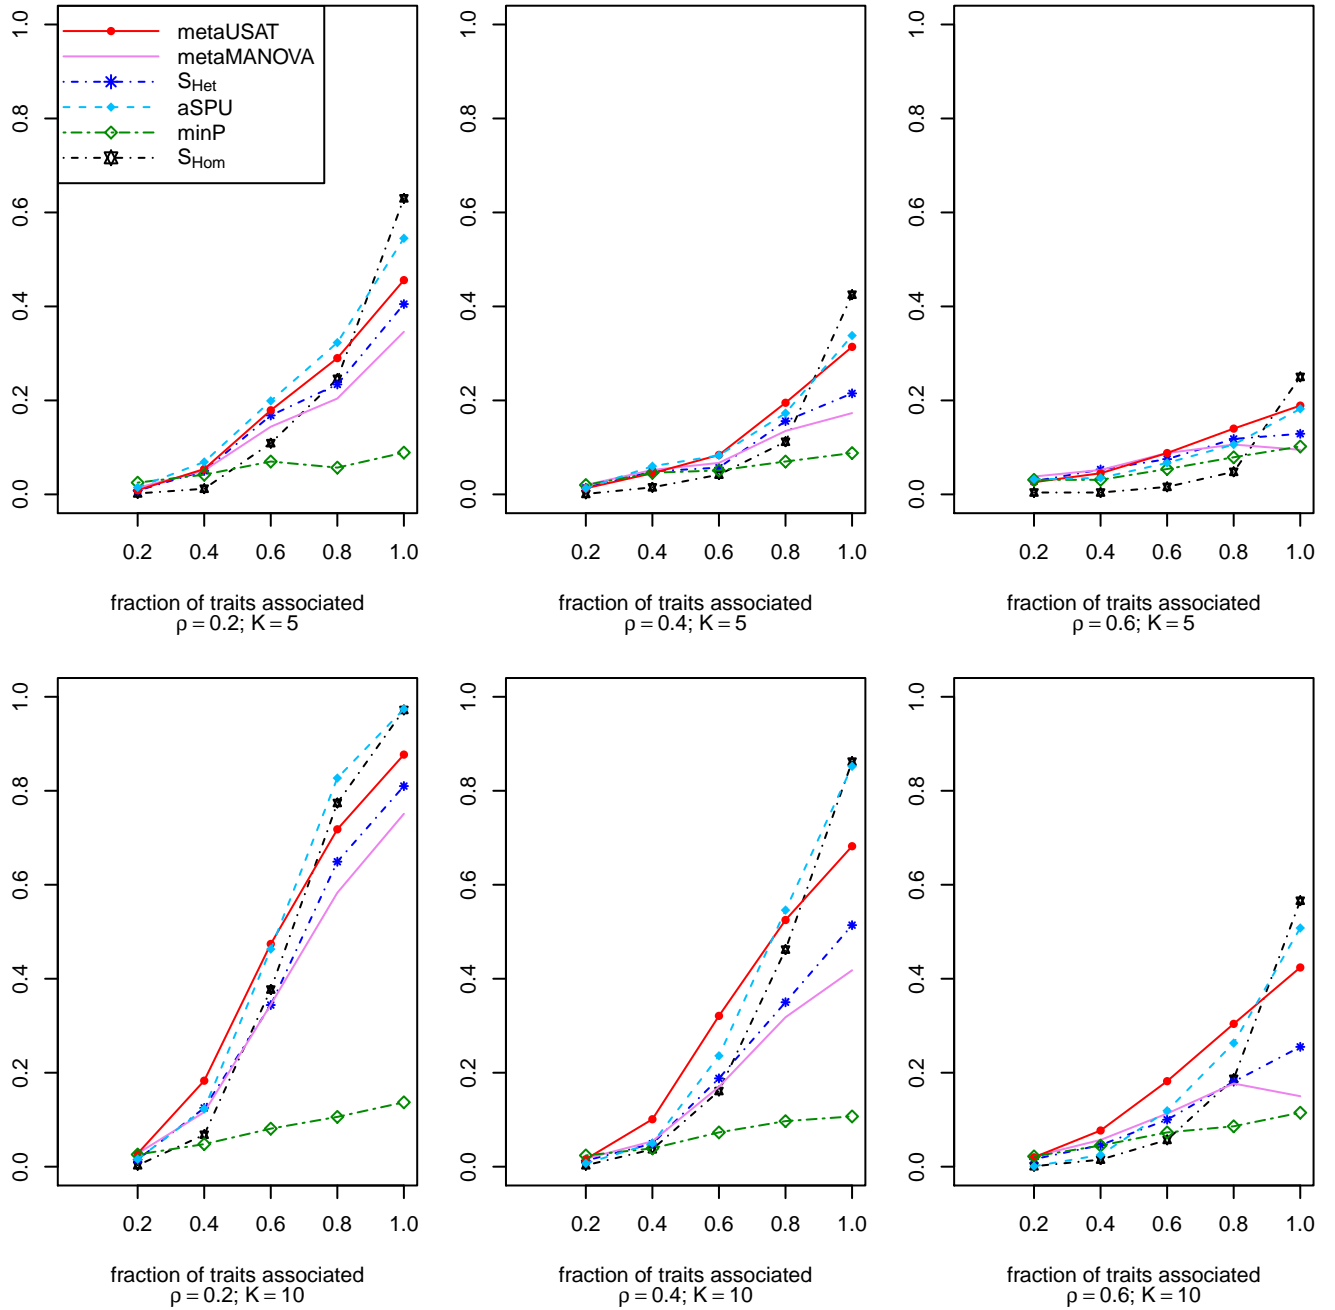 metaUSAT
metaMANOVA
S_Het
aSPU
minP
S_Hom
1.0
0.8
0.6
0.4
0.2
0.0
0.2 0.4 0.6 0.8 1.0
fraction of traits associated
ρ = 0.2; K = 5
1.0
0.8
0.6
0.4
0.2
0.0
0.2 0.4 0.6 0.8 1.0
fraction of traits associated
ρ = 0.4; K = 5
1.0
0.8
0.6
0.4
0.2
0.0
0.2 0.4 0.6 0.8 1.0
fraction of traits associated
ρ = 0.6; K = 5
1.0
0.8
0.6
0.4
0.2
0.0
0.2 0.4 0.6 0.8 1.0
fraction of traits associated
ρ = 0.2; K = 10
1.0
0.8
0.6
0.4
0.2
0.0
0.2 0.4 0.6 0.8 1.0
fraction of traits associated
ρ = 0.4; K = 10
1.0
0.8
0.6
0.4
0.2
0.0
0.2 0.4 0.6 0.8 1.0
fraction of traits associated
ρ = 0.6; K = 10